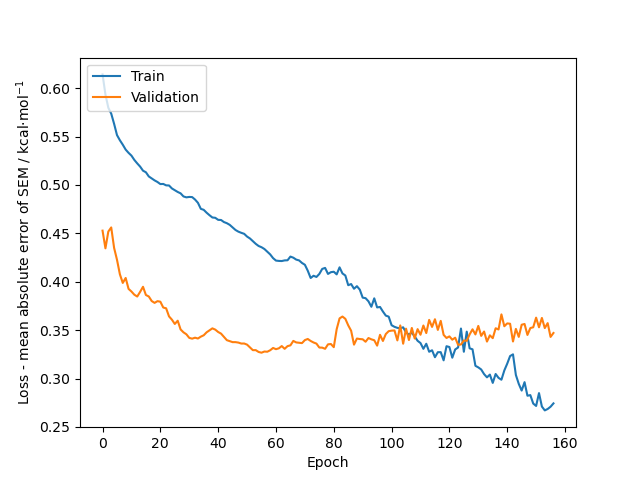 Train
Validation
0.60
0.55
0.50
0.45
0.40
0.35
0.30
0.25
Loss - mean absolute error of SEM / kcal·mol⁻¹
0 20 40 60 80 100 120 140 160
Epoch